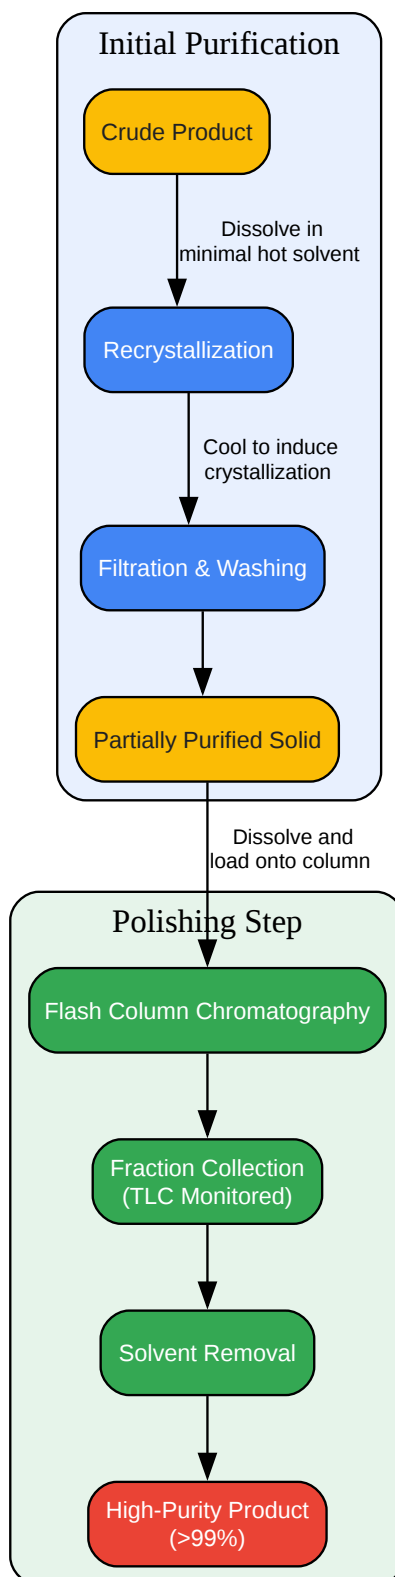 Initial Purification
Crude Product
Dissolve in
minimal hot solvent
Recrystallization
Cool to induce
crystallization
Filtration & Washing
Partially Purified Solid
Dissolve and
load onto column
Polishing Step
Flash Column Chromatography
Fraction Collection
(TLC Monitored)
Solvent Removal
High-Purity Product
(>99%)